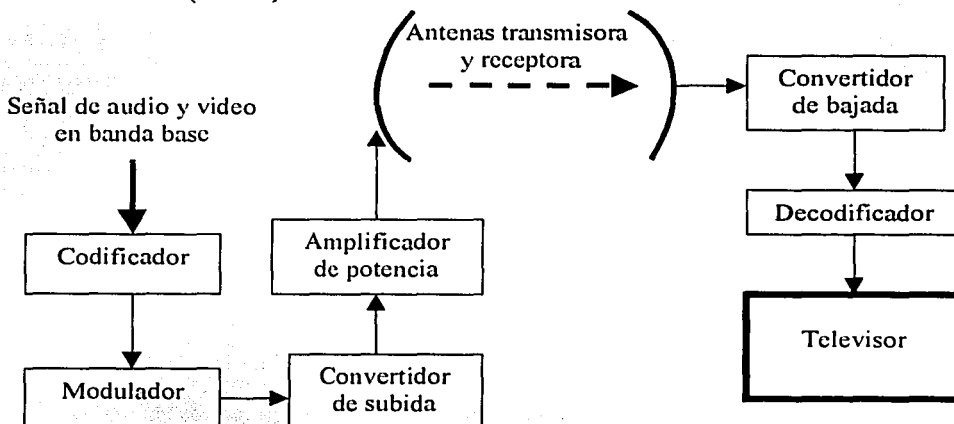 Señal de audio y video
en banda base
Codificador
Modulador
Convertidor
de subida
Amplificador
de potencia
Antenas transmisora
y receptora
Convertidor
de bajada
Decodificador
Televisor